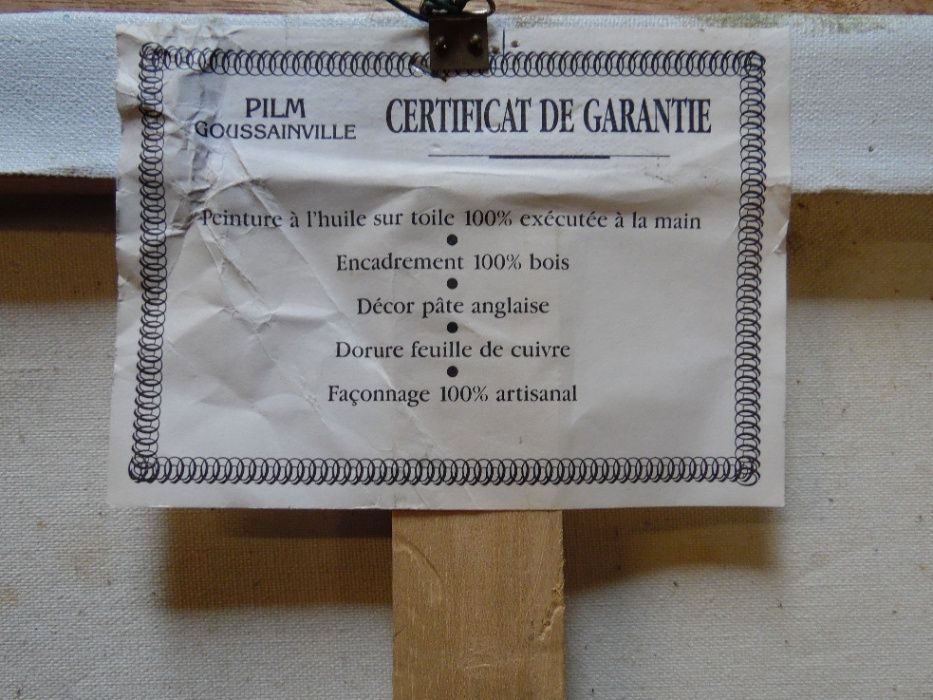 PILM
GOUSSAINVILLE
CERTIFICAT DE GARANTIE
Peinture à l'huile sur toile 100% exécutée à la main
Encadrement 100% bois
Décor pâte anglaise
Dorure feuille de cuivre
Façonnage 100% artisanal